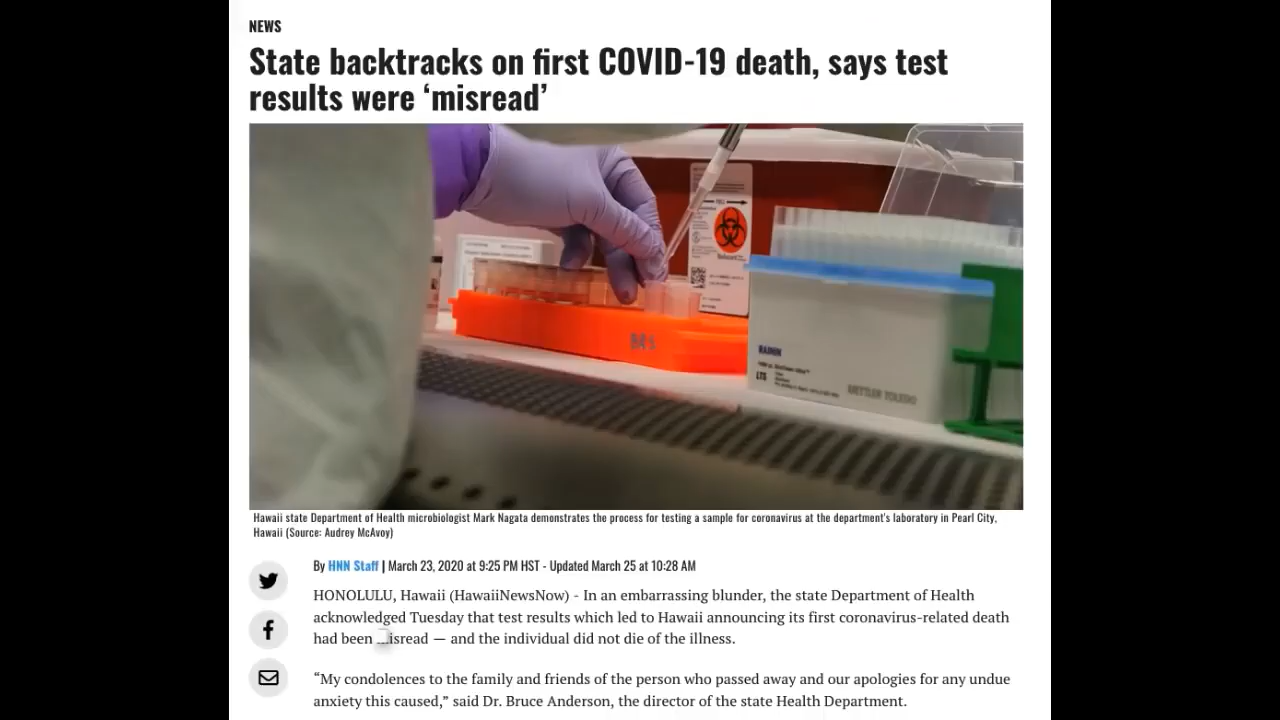 NEWS
State backtracks on first COVID-19 death, says test
results were ‘misread’
BR1
RAININ
LTS
METTLER TOLEDO
Hawaii state Department of Health microbiologist Mark Nagata demonstrates the process for testing a sample for coronavirus at the department's laboratory in Pearl City,
Hawaii (Source: Audrey McAvoy)
By HNN Staff | March 23, 2020 at 9:25 PM HST - Updated March 25 at 10:28 AM
HONOLULU, Hawaii (HawaiiNewsNow) - In an embarrassing blunder, the state Department of Health
acknowledged Tuesday that test results which led to Hawaii announcing its first coronavirus-related death
had been misread — and the individual did not die of the illness.
“My condolences to the family and friends of the person who passed away and our apologies for any undue
anxiety this caused,” said Dr. Bruce Anderson, the director of the state Health Department.